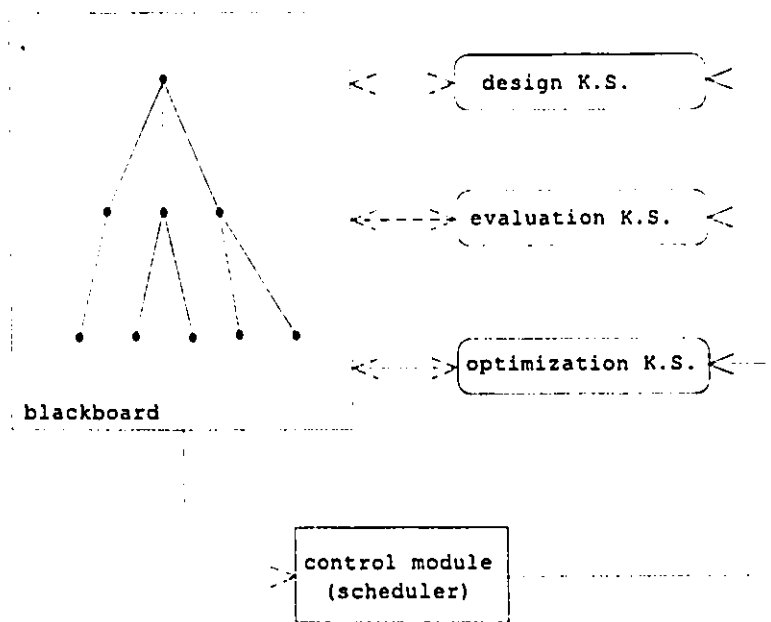 design K.S.
evaluation K.S.
optimization K.S.
blackboard
control module
(scheduler)